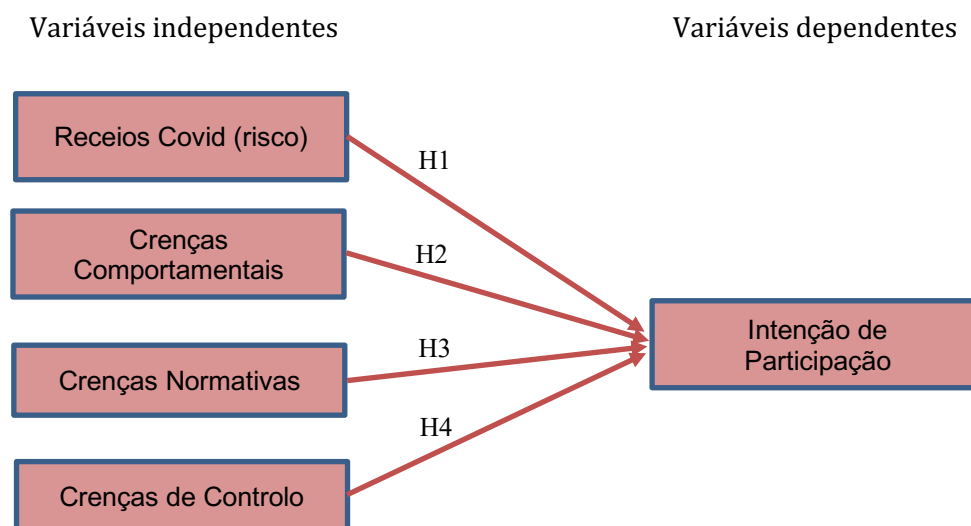 Variáveis independentes
Variáveis dependentes
Receios Covid (risco)
H1
Crenças
Comportamentais
H2
Intenção de
Participação
Crenças Normativas
H3
H4
Crenças de Controlo